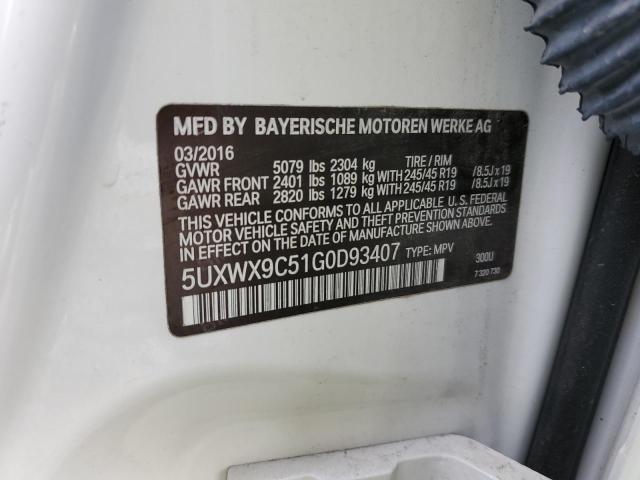 MFD BY BAYERISCHE MOTOREN WERKE AG
03/2016 TIRE / RIM
GVWR 5079 lbs 2304 kg
GAWR FRONT 2401 lbs 1089 kg WITH 245/45 R19 /8.5J x 19
GAWR REAR 2820 lbs 1279 kg WITH 245/45 R19 /8.5J x 19
THIS VEHICLE CONFORMS TO ALL APPLICABLE U. S. FEDERAL
MOTOR VEHICLE SAFETY AND THEFT PREVENTION STANDARDS
IN EFFECT ON THE DATE OF MANUFACTURE SHOWN ABOVE.
5UXWX9C51G0D93407 TYPE: MPV 300U
7 320 730